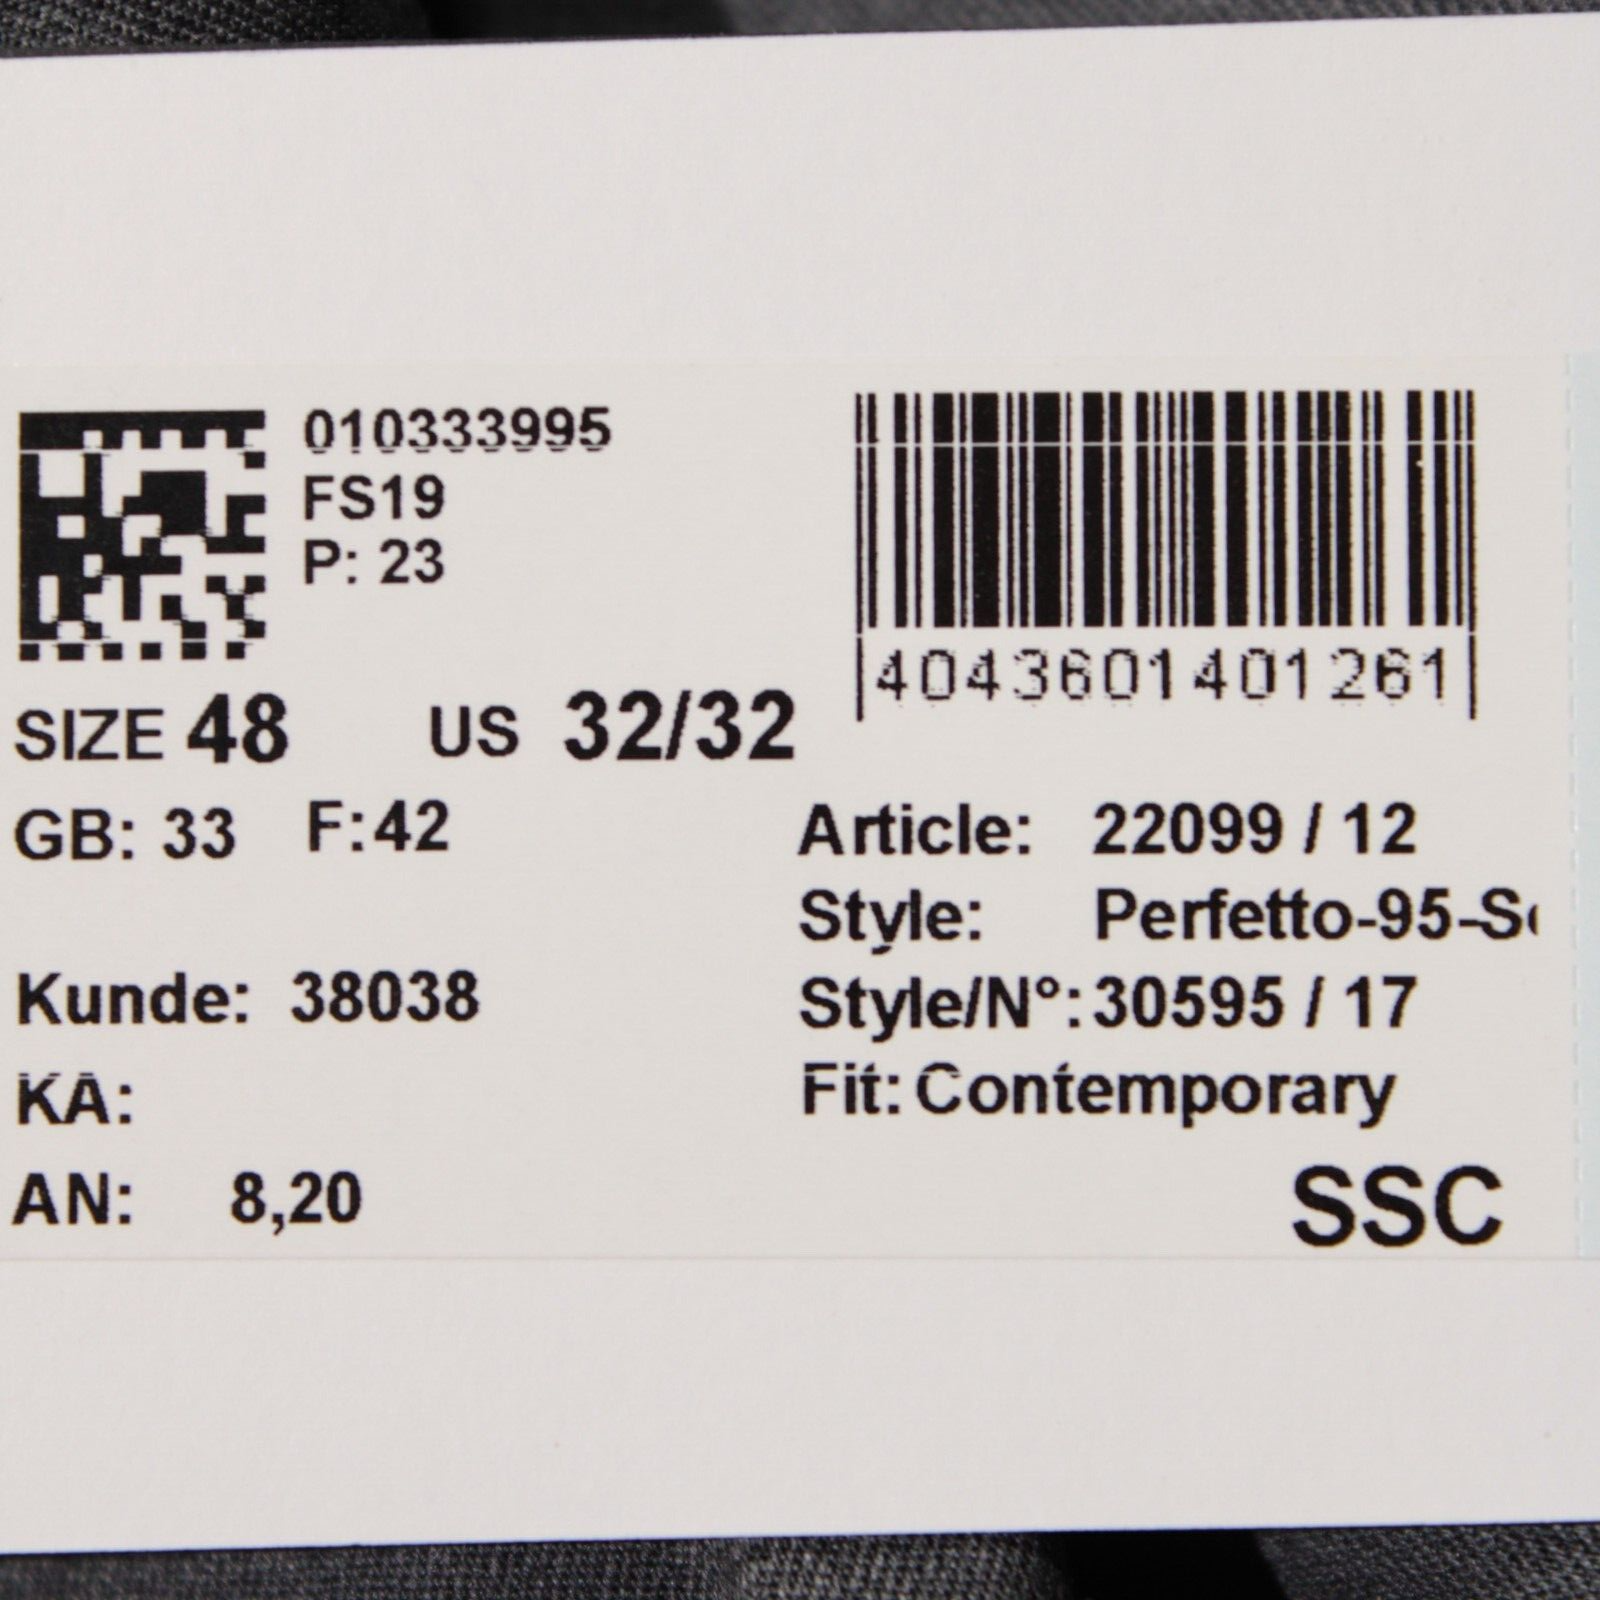 010333995
FS19
P: 23
4043601401261
SIZE 48 US 32/32
GB: 33 F: 42
Article: 22099 / 12
Style: Perfetto-95-S
Style/N°: 30595 / 17
Kunde: 38038
Fit: Contemporary
KA:
AN: 8,20
SSC